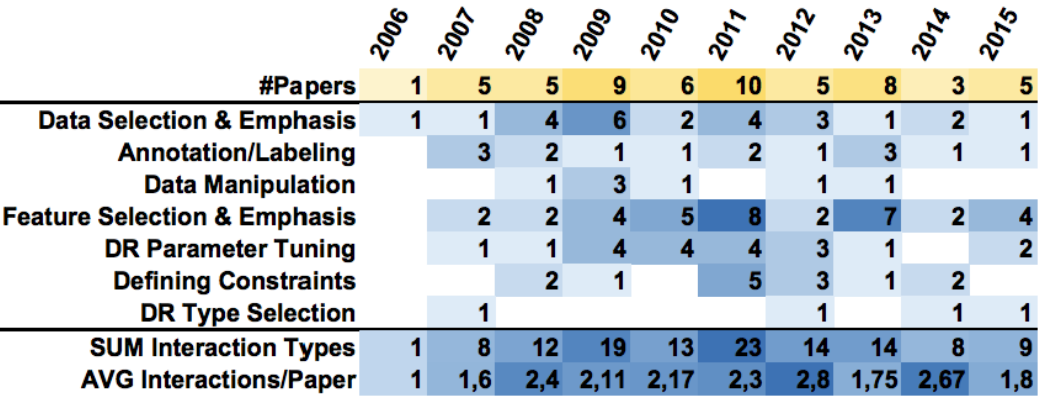 2006 2007 2008 2009 2010 2011 2012 2013 2014 2015
#Papers 1 5 5 9 6 10 5 8 3 5
Data Selection & Emphasis 1 1 4 6 2 4 3 1 2 1
Annotation/Labeling 3 2 1 1 2 1 3 1 1
Data Manipulation 1 3 1 1 1
Feature Selection & Emphasis 2 2 4 5 8 2 7 2 4
DR Parameter Tuning 1 1 4 4 4 3 1 2
Defining Constraints 2 1 5 3 1 2
DR Type Selection 1 1 1 1
SUM Interaction Types 1 8 12 19 13 23 14 14 8 9
AVG Interactions/Paper 1 1,6 2,4 2,11 2,17 2,3 2,8 1,75 2,67 1,8